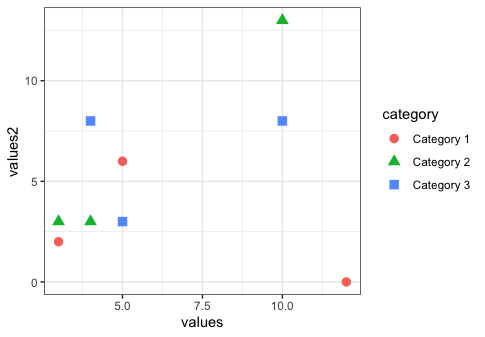 10
5
0
values2
5.0 7.5 10.0
values
category
Category 1
Category 2
Category 3